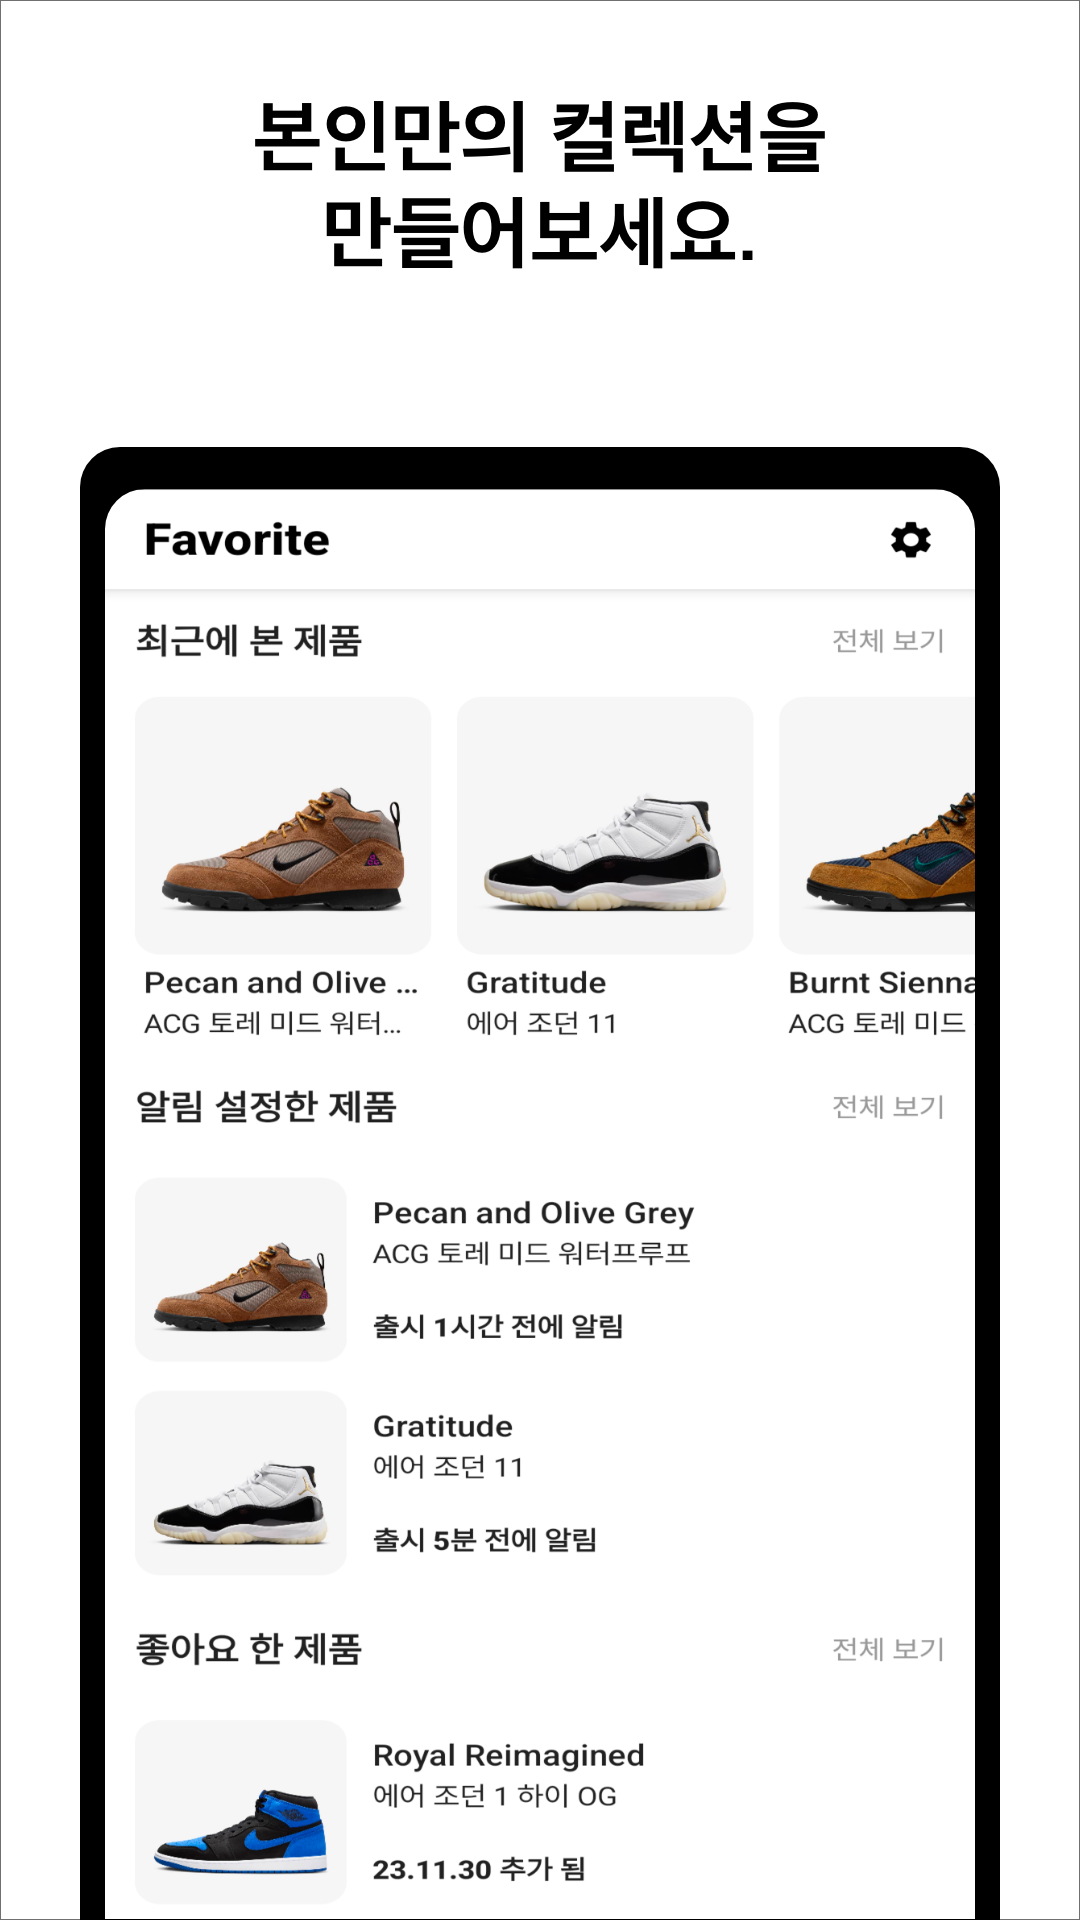 본인만의 컬렉션을
만들어보세요.
Favorite
최근에 본 제품
전체 보기
Pecan and Olive ...
Gratitude
Burnt Sienna
ACG 토레 미드 워터...
에어 조던 11
ACG 토레 미드
알림 설정한 제품
전체 보기
Pecan and Olive Grey
ACG 토레 미드 워터프루프
출시 1시간 전에 알림
Gratitude
에어 조던 11
출시 5분 전에 알림
좋아요 한 제품
전체 보기
Royal Reimagined
에어 조던 1 하이 OG
23.11.30 추가 됨